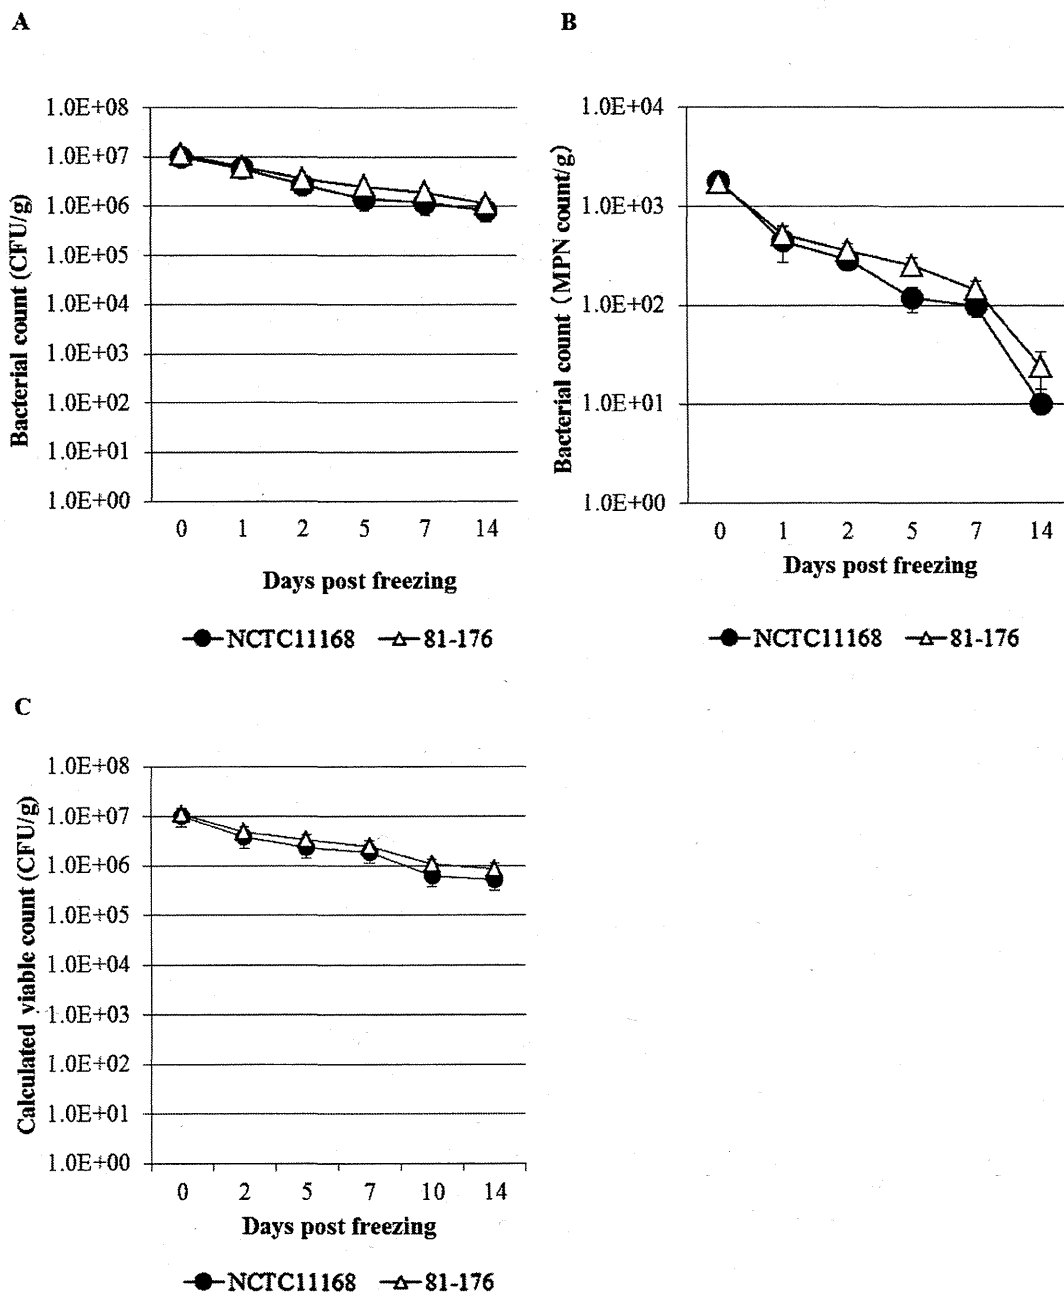 A
Bacterial count (CFU/g)
1.0E+08
1.0E+07
1.0E+06
1.0E+05
1.0E+04
1.0E+03
1.0E+02
1.0E+01
1.0E+00
0 1 2 5 7 14
Days post freezing
NCTC11168 81-176
B
Bacterial count (MPN count/g)
1.0E+04
1.0E+03
1.0E+02
1.0E+01
1.0E+00
0 1 2 5 7 14
Days post freezing
NCTC11168 81-176
C
Calculated viable count (CFU/g)
1.0E+08
1.0E+07
1.0E+06
1.0E+05
1.0E+04
1.0E+03
1.0E+02
1.0E+01
1.0E+00
0 2 5 7 10 14
Days post freezing
NCTC11168 81-176